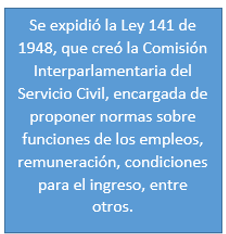 Se expidió la Ley 141 de
1948, que creó la Comisión
Interparlamentaria del
Servicio Civil, encargada de
proponer normas sobre
funciones de los empleos,
remuneración, condiciones
para el ingreso, entre
otros.